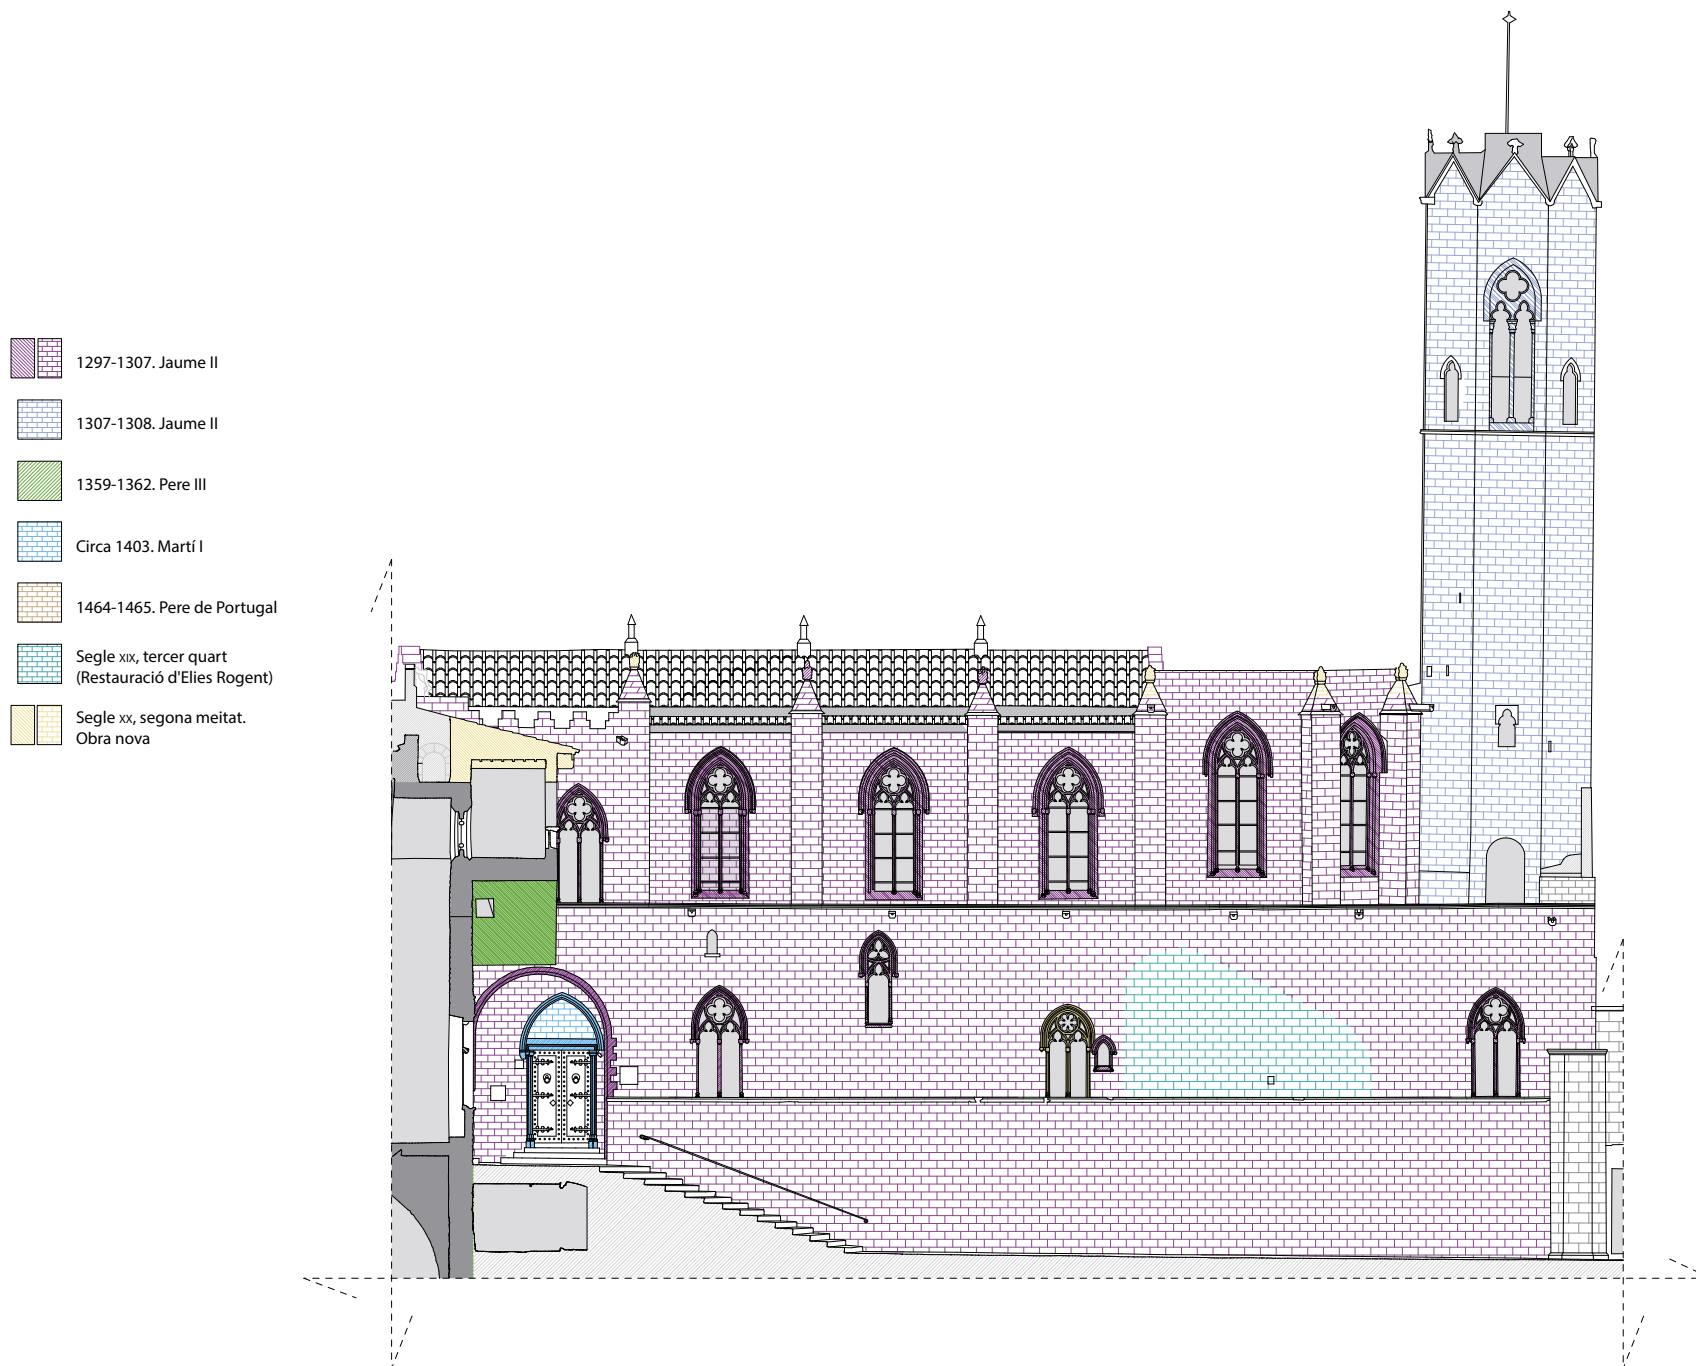 1297-1307. Jaume II
1307-1308. Jaume II
1359-1362. Pere III
Circa 1403. Martí I
1464-1465. Pere de Portugal
Segle XIX, tercer quart
(Restauració d'Elies Rogent)
Segle XX, segona meitat.
Obra nova